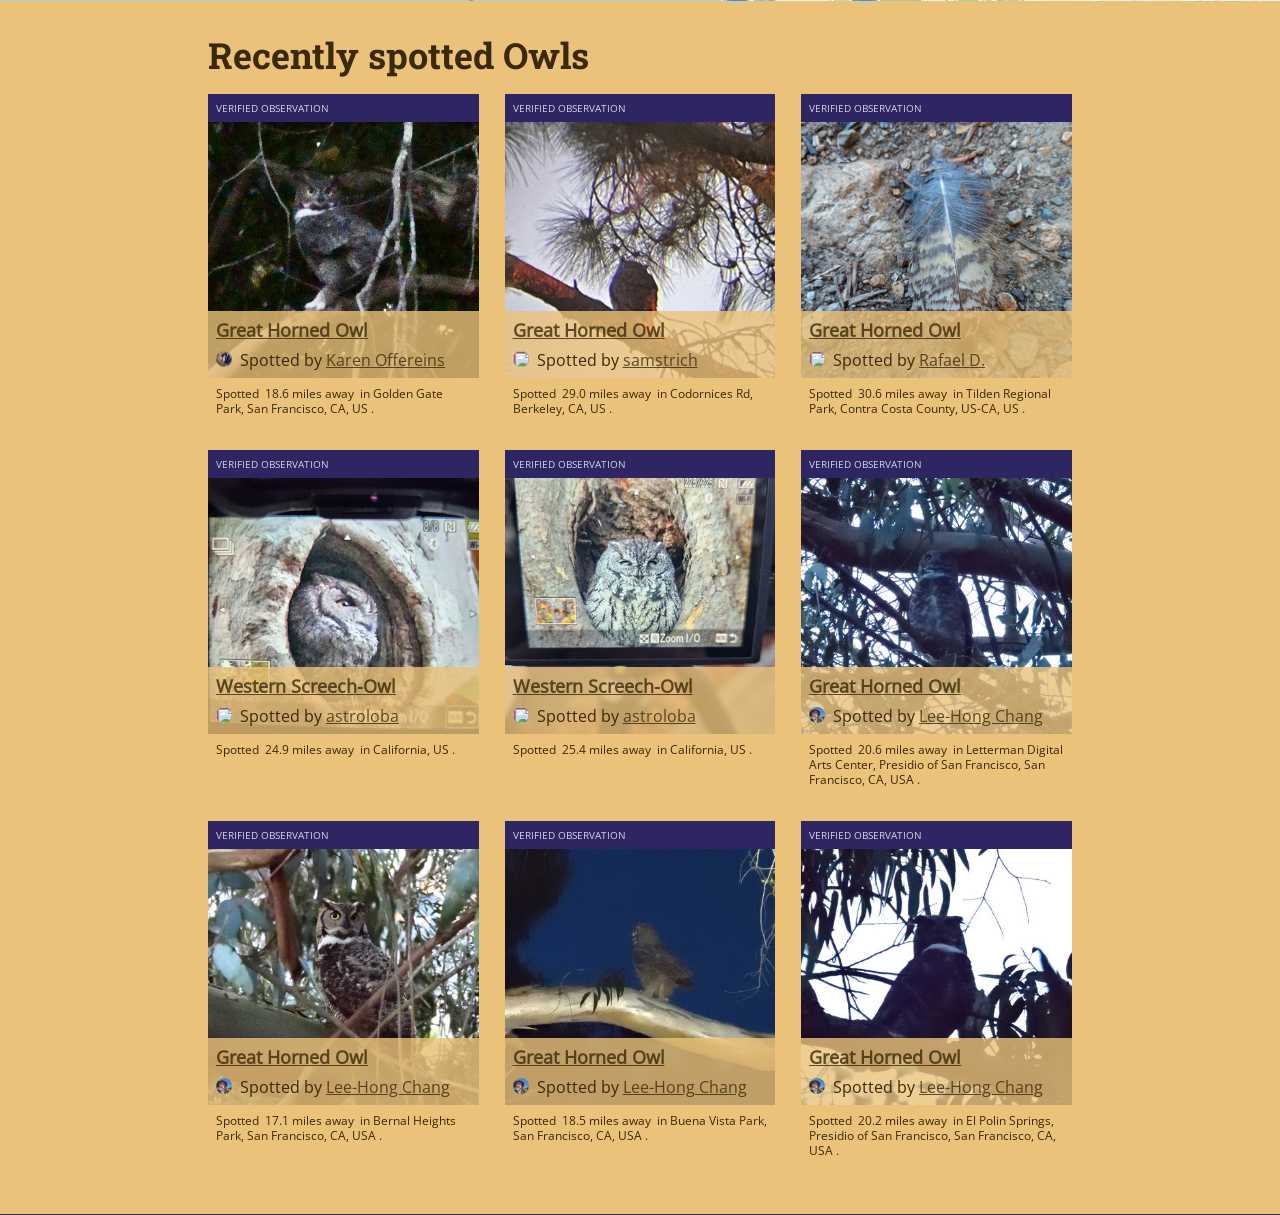 Recently spotted Owls
VERIFIED OBSERVATION
Great Horned Owl
Spotted by Karen Offereins
Spotted 18.6 miles away in Golden Gate
Park, San Francisco, CA, US .
VERIFIED OBSERVATION
Great Horned Owl
Spotted by samstrich
Spotted 29.0 miles away in Codornices Rd,
Berkeley, CA, US .
VERIFIED OBSERVATION
Great Horned Owl
Spotted by Rafael D.
Spotted 30.6 miles away in Tilden Regional
Park, Contra Costa County, US-CA, US .
VERIFIED OBSERVATION
8/8 N
Western Screech-Owl
Spotted by astroloba
Spotted 24.9 miles away in California, US .
VERIFIED OBSERVATION
N
Zoom 1/0
Western Screech-Owl
Spotted by astroloba
Spotted 25.4 miles away in California, US .
VERIFIED OBSERVATION
Great Horned Owl
Spotted by Lee-Hong Chang
Spotted 20.6 miles away in Letterman Digital
Arts Center, Presidio of San Francisco, San
Francisco, CA, USA .
VERIFIED OBSERVATION
Great Horned Owl
Spotted by Lee-Hong Chang
Spotted 17.1 miles away in Bernal Heights
Park, San Francisco, CA, USA .
VERIFIED OBSERVATION
Great Horned Owl
Spotted by Lee-Hong Chang
Spotted 18.5 miles away in Buena Vista Park,
San Francisco, CA, USA .
VERIFIED OBSERVATION
Great Horned Owl
Spotted by Lee-Hong Chang
Spotted 20.2 miles away in El Polin Springs,
Presidio of San Francisco, San Francisco, CA,
USA .